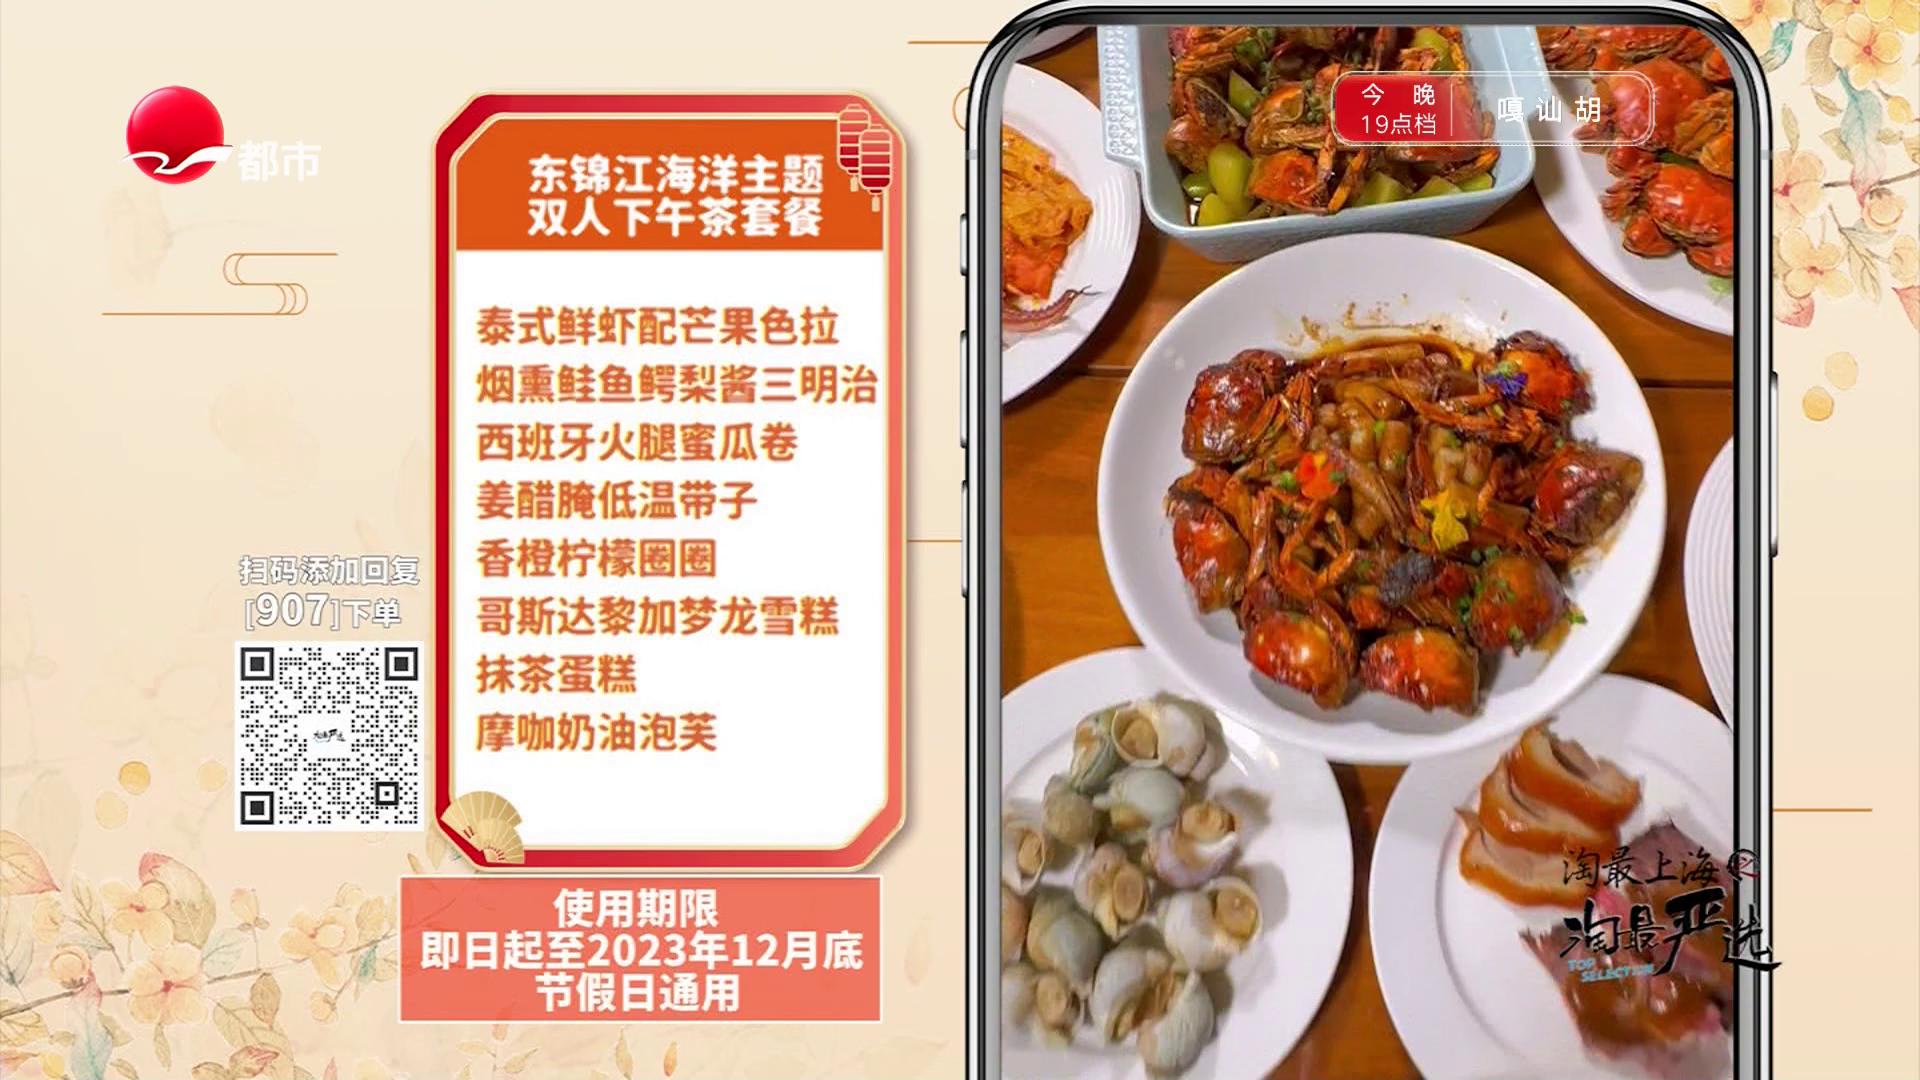 都市
今晚
19点档
嘎讪胡
东锦江海洋主题
双人下午茶套餐
泰式鲜虾配芒果色拉
烟熏鲑鱼鳄梨酱三明治
西班牙火腿蜜瓜卷
姜醋腌低温带子
香橙柠檬圈圈
哥斯达黎加梦龙雪糕
抹茶蛋糕
摩咖奶油泡芙
扫码添加回复
[907]下单
使用期限
即日起至2023年12月底
节假日通用
淘最上海
淘最严选
TOP
SELECTION